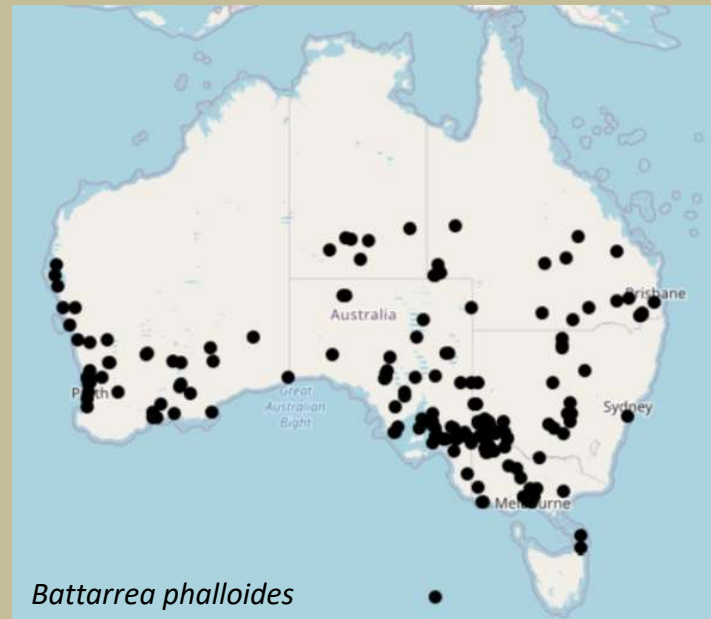 Brisbane
Australia
Perth
Great
Australian
Bight
Sydney
Melbourne
Battarrea phalloides